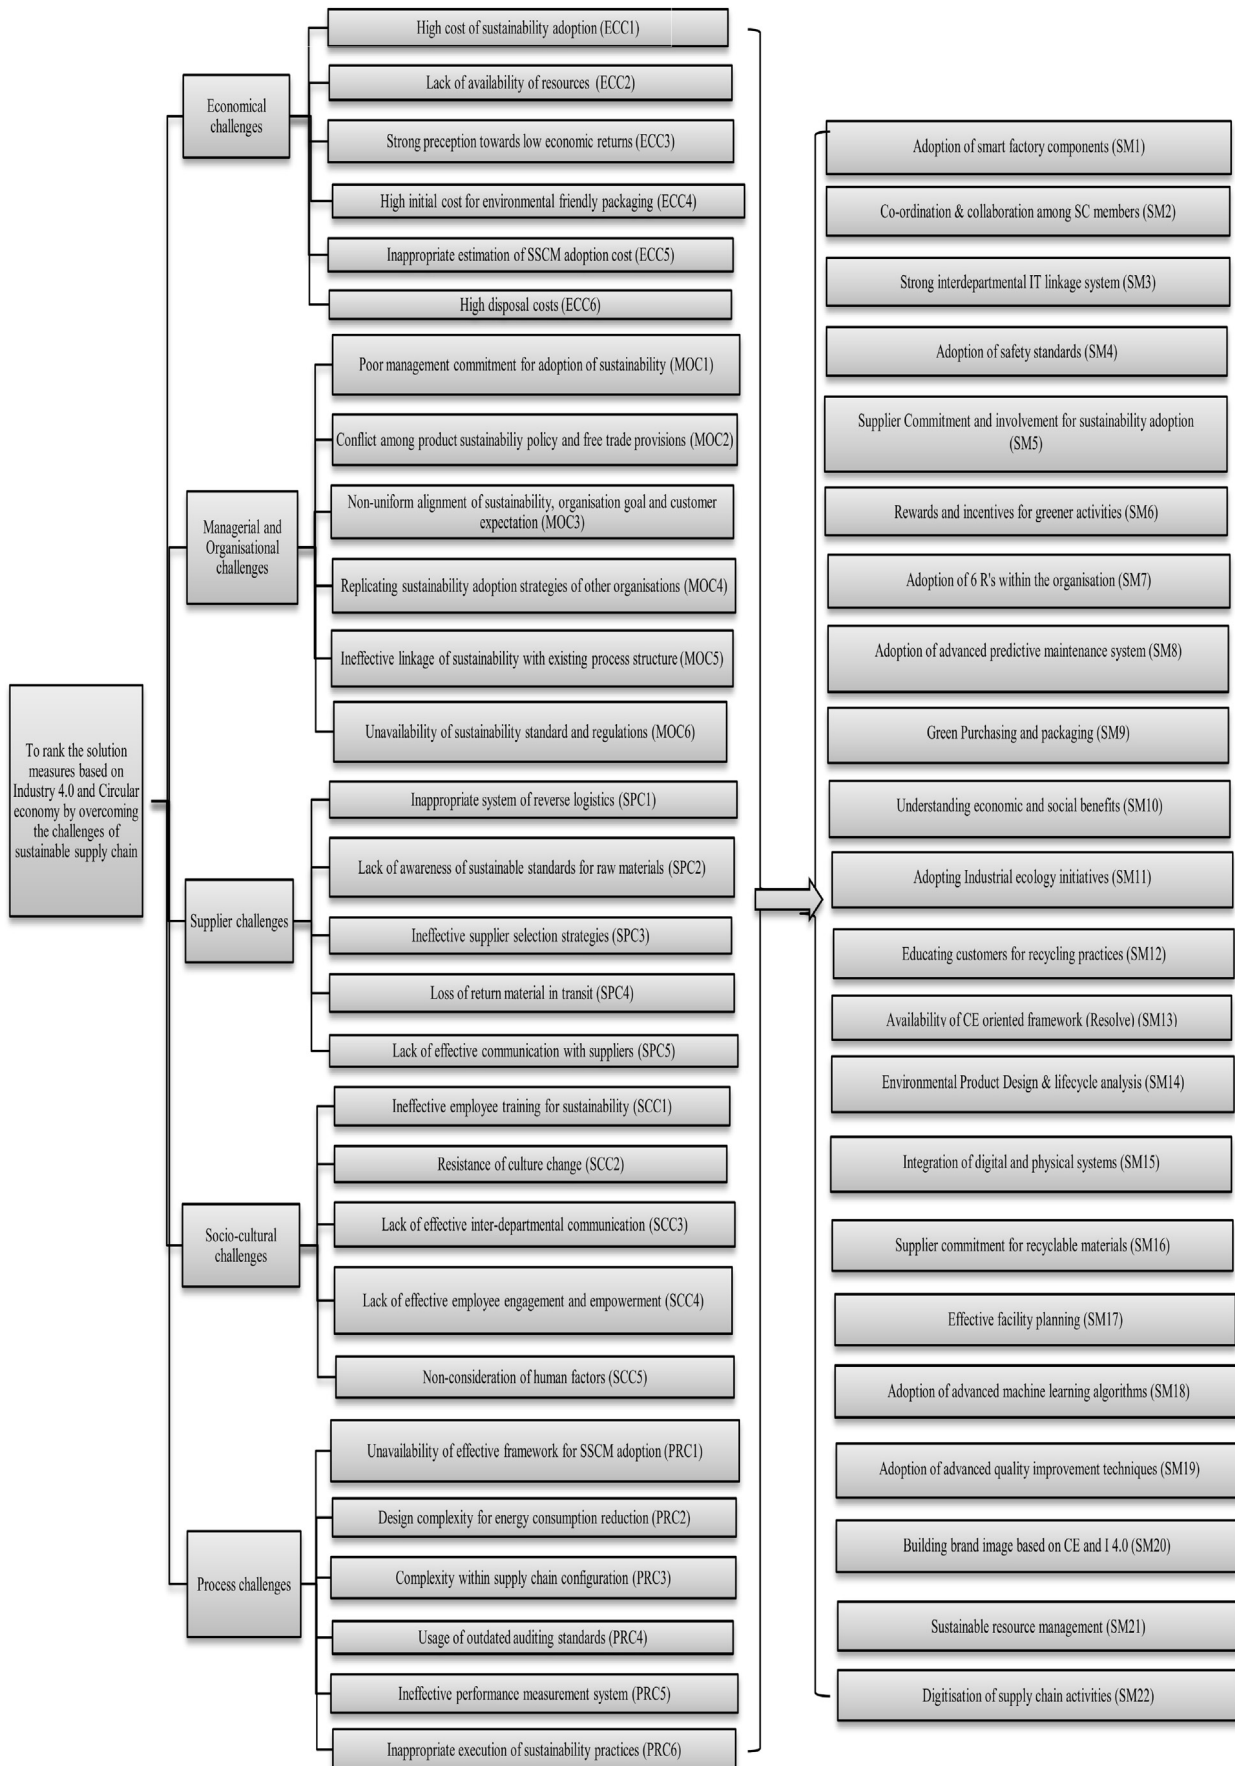 To rank the solution
measures based on
Industry 4.0 and Circular
economy by overcoming
the challenges of
sustainable supply chain
Economical
challenges
High cost of sustainability adoption (ECC1)
Lack of availability of resources (ECC2)
Strong preception towards low economic returns (ECC3)
High initial cost for environmental friendly packaging (ECC4)
Inappropriate estimation of SSCM adoption cost (ECC5)
High disposal costs (ECC6)
Managerial and
Organisational
challenges
Poor management commitment for adoption of sustainability (MOC1)
Conflict among product sustainabiliy policy and free trade provisions (MOC2)
Non-uniform alignment of sustainability, organisation goal and customer
expectation (MOC3)
Replicating sustainability adoption strategies of other organisations (MOC4)
Ineffective linkage of sustainability with existing process structure (MOC5)
Unavailability of sustainability standard and regulations (MOC6)
Supplier challenges
Inappropriate system of reverse logistics (SPC1)
Lack of awareness of sustainable standards for raw materials (SPC2)
Ineffective supplier selection strategies (SPC3)
Loss of return material in transit (SPC4)
Lack of effective communication with suppliers (SPC5)
Socio-cultural
challenges
Ineffective employee training for sustainability (SCC1)
Resistance of culture change (SCC2)
Lack of effective inter-departmental communication (SCC3)
Lack of effective employee engagement and empowerment (SCC4)
Non-consideration of human factors (SCC5)
Process challenges
Unavailability of effective framework for SSCM adoption (PRC1)
Design complexity for energy consumption reduction (PRC2)
Complexity within supply chain configuration (PRC3)
Usage of outdated auditing standards (PRC4)
Ineffective performance measurement system (PRC5)
Inappropriate execution of sustainability practices (PRC6)
Adoption of smart factory components (SM1)
Co-ordination & collaboration among SC members (SM2)
Strong interdepartmental IT linkage system (SM3)
Adoption of safety standards (SM4)
Supplier Commitment and involvement for sustainability adoption
(SM5)
Rewards and incentives for greener activities (SM6)
Adoption of 6 R's within the organisation (SM7)
Adoption of advanced predictive maintenance system (SM8)
Green Purchasing and packaging (SM9)
Understanding economic and social benefits (SM10)
Adopting Industrial ecology initiatives (SM11)
Educating customers for recycling practices (SM12)
Availability of CE oriented framework (Resolve) (SM13)
Environmental Product Design & lifecycle analysis (SM14)
Integration of digital and physical systems (SM15)
Supplier commitment for recyclable materials (SM16)
Effective facility planning (SM17)
Adoption of advanced machine learning algorithms (SM18)
Adoption of advanced quality improvement techniques (SM19)
Building brand image based on CE and I 4.0 (SM20)
Sustainable resource management (SM21)
Digitisation of supply chain activities (SM22)